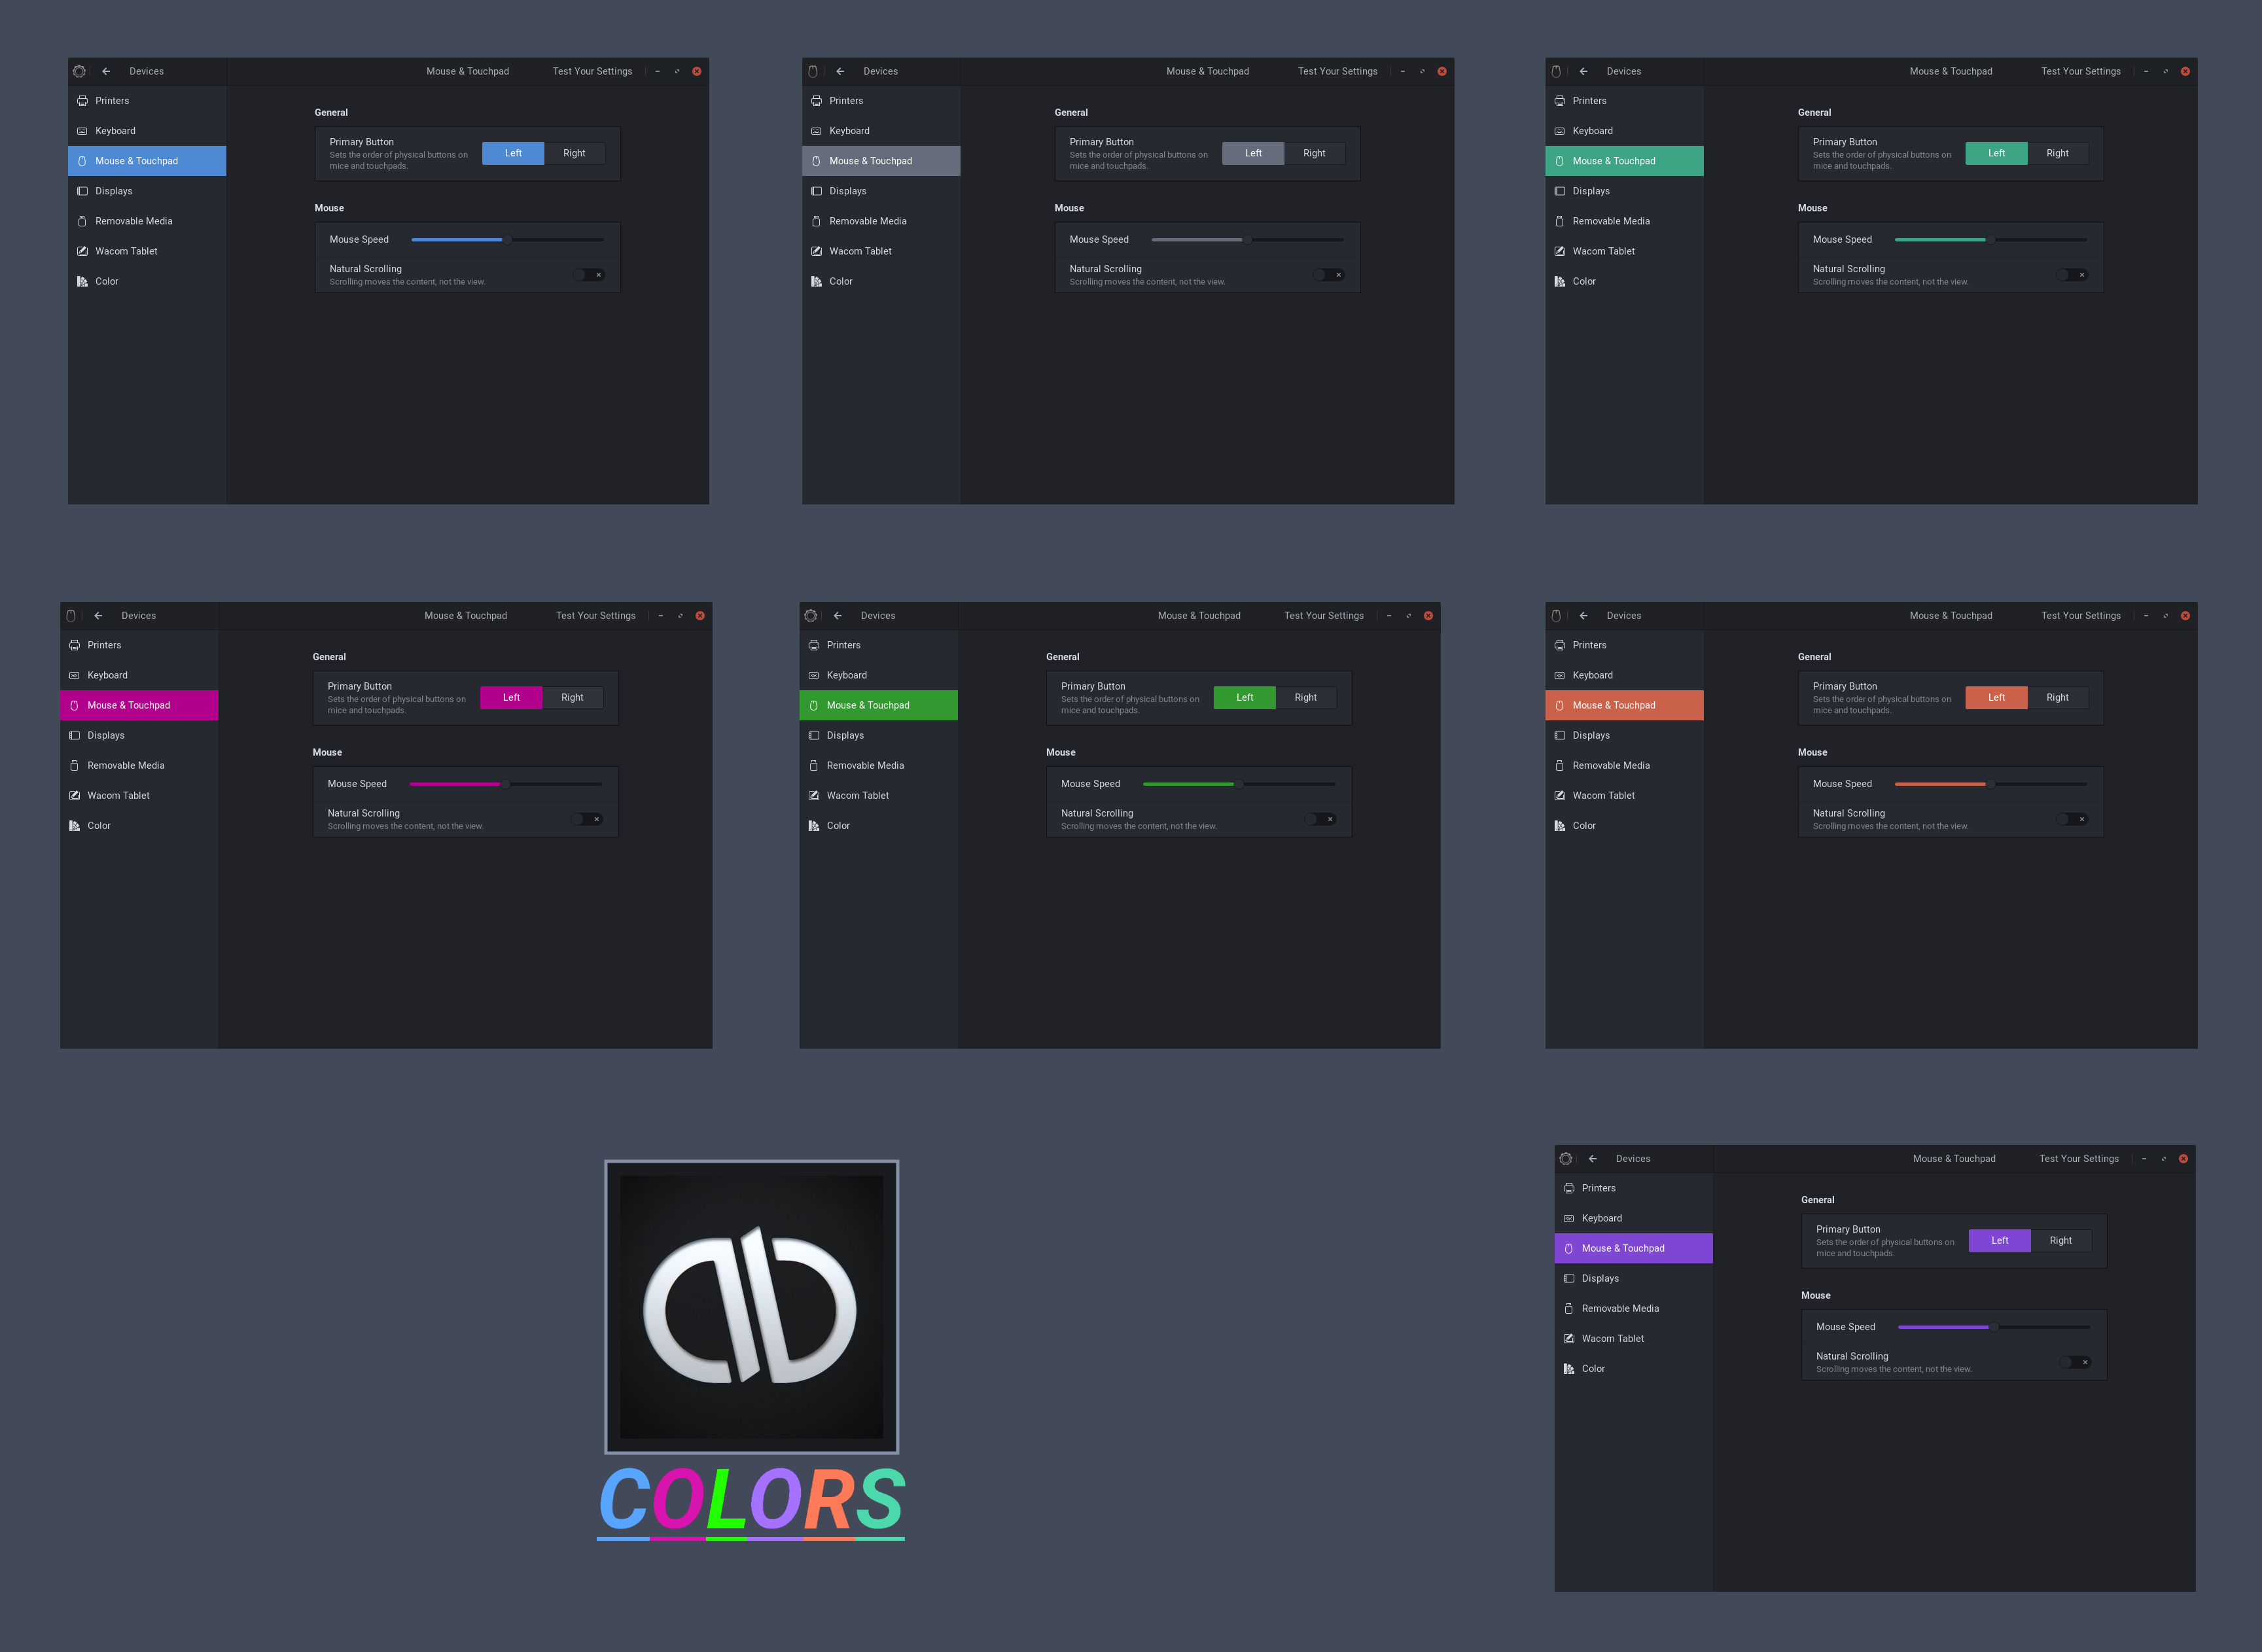 Devices
Mouse & Touchpad
Test Your Settings
Printers
Keyboard
Mouse & Touchpad
Displays
Removable Media
Wacom Tablet
Color
General
Primary Button
Sets the order of physical buttons on
mice and touchpads.
Left
Right
Mouse
Mouse Speed
Natural Scrolling
Scrolling moves the content, not the view.
Devices
Mouse & Touchpad
Test Your Settings
Printers
Keyboard
Mouse & Touchpad
Displays
Removable Media
Wacom Tablet
Color
General
Primary Button
Sets the order of physical buttons on
mice and touchpads.
Left
Right
Mouse
Mouse Speed
Natural Scrolling
Scrolling moves the content, not the view.
Devices
Mouse & Touchpad
Test Your Settings
Printers
Keyboard
Mouse & Touchpad
Displays
Removable Media
Wacom Tablet
Color
General
Primary Button
Sets the order of physical buttons on
mice and touchpads.
Left
Right
Mouse
Mouse Speed
Natural Scrolling
Scrolling moves the content, not the view.
Devices
Mouse & Touchpad
Test Your Settings
Printers
Keyboard
Mouse & Touchpad
Displays
Removable Media
Wacom Tablet
Color
General
Primary Button
Sets the order of physical buttons on
mice and touchpads.
Left
Right
Mouse
Mouse Speed
Natural Scrolling
Scrolling moves the content, not the view.
Devices
Mouse & Touchpad
Test Your Settings
Printers
Keyboard
Mouse & Touchpad
Displays
Removable Media
Wacom Tablet
Color
General
Primary Button
Sets the order of physical buttons on
mice and touchpads.
Left
Right
Mouse
Mouse Speed
Natural Scrolling
Scrolling moves the content, not the view.
Devices
Mouse & Touchpad
Test Your Settings
Printers
Keyboard
Mouse & Touchpad
Displays
Removable Media
Wacom Tablet
Color
General
Primary Button
Sets the order of physical buttons on
mice and touchpads.
Left
Right
Mouse
Mouse Speed
Natural Scrolling
Scrolling moves the content, not the view.
COLORS
Devices
Mouse & Touchpad
Test Your Settings
Printers
Keyboard
Mouse & Touchpad
Displays
Removable Media
Wacom Tablet
Color
General
Primary Button
Sets the order of physical buttons on
mice and touchpads.
Left
Right
Mouse
Mouse Speed
Natural Scrolling
Scrolling moves the content, not the view.